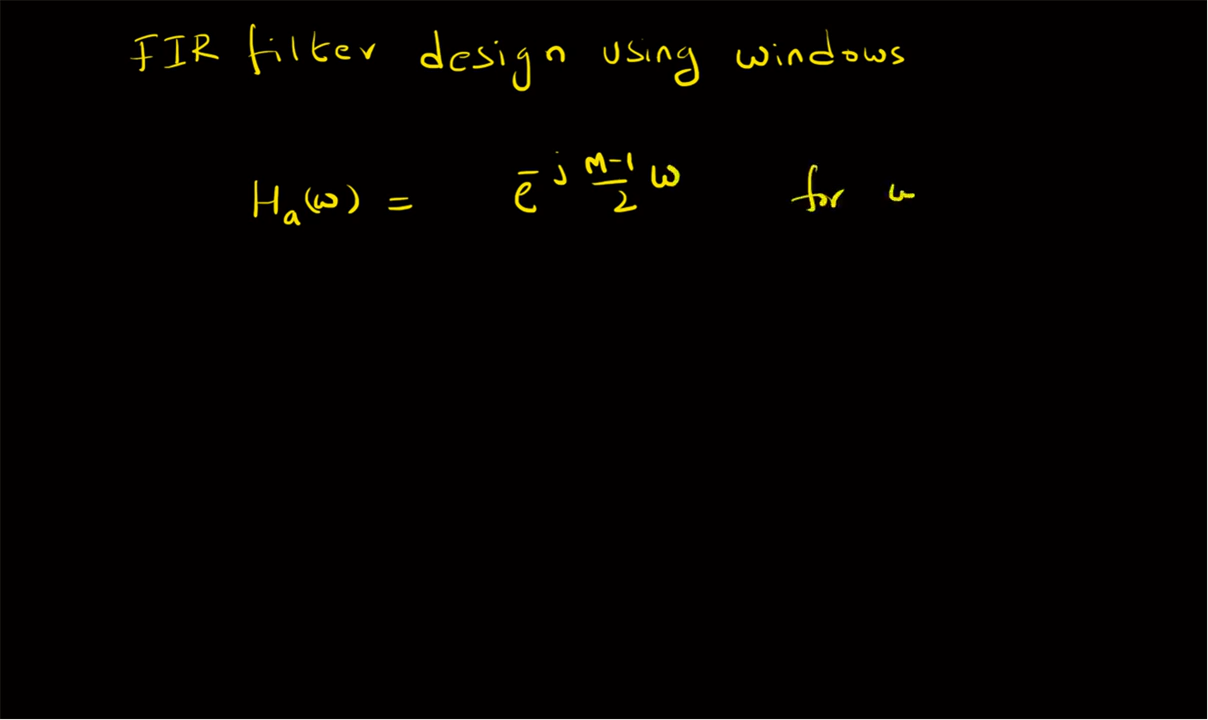 FIR filter design using windows
Hₐ(ω) = e^(-j (M-1)/2 ω) for